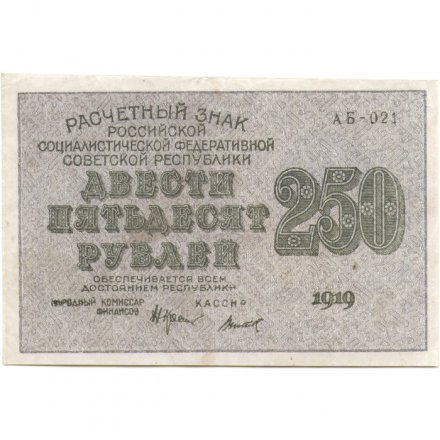 РАСЧЕТНЫЙ ЗНАК
РОССИЙСКОЙ
СОЦИАЛИСТИЧЕСКОЙ ФЕДЕРАТИВНОЙ
СОВЕТСКОЙ РЕСПУБЛИКИ
АБ-021
ДВЕСТИ
ПЯТЬДЕСЯТ
РУБЛЕЙ
250
ОБЕСПЕЧИВАЕТСЯ ВСЕМ
ДОСТОЯНИЕМ РЕСПУБЛИКИ
НАРОДНЫЙ КОМИССАР
ФИНАНСОВ
КАССИР
1919